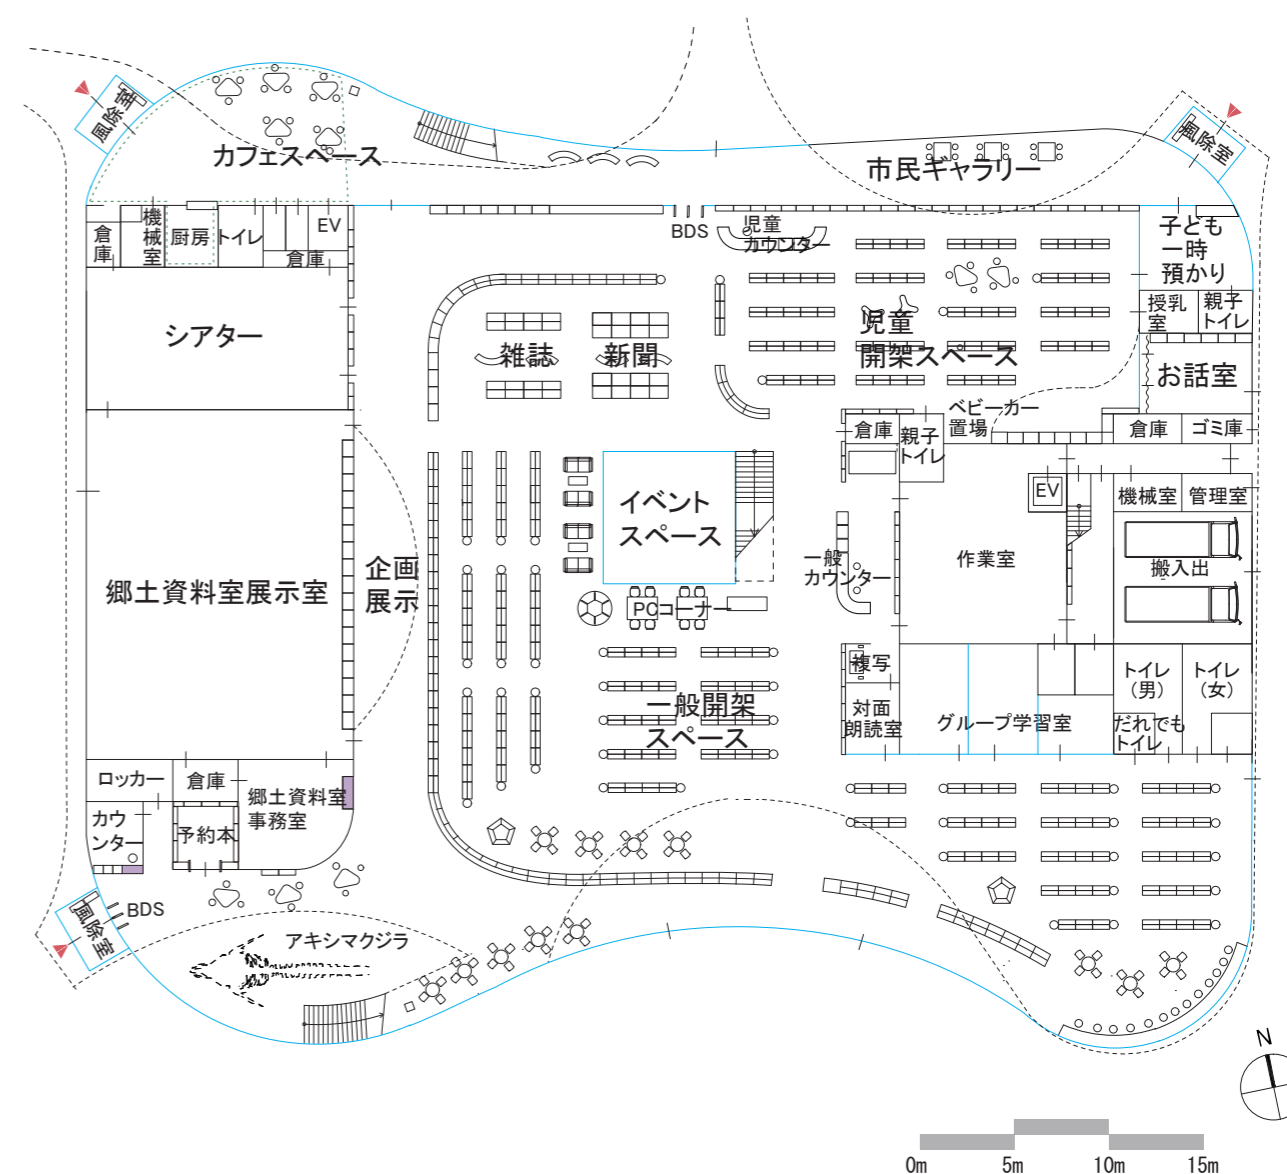 風除室
カフェスペース
市民ギャラリー
風除室
倉庫
機械室
厨房
トイレ
EV
倉庫
BDS
児童
カウンター
子ども
一時
預かり
授乳
室
親子
トイレ
シアター
雑誌
新聞
児童
開架スペース
お話室
ベビーカー
置場
倉庫
親子
トイレ
倉庫
ゴミ庫
イベント
スペース
EV
機械室
管理室
企画
展示
郷土資料室展示室
一般
カウンター
作業室
搬入出
PCコーナー
複写
トイレ
(男)
トイレ
(女)
一般開架
スペース
対面
朗読室
グループ学習室
だれでも
トイレ
ロッカー
倉庫
郷土資料室
事務室
カウ
ンター
予約本
風除室
BDS
アキシマクジラ
N
0m
5m
10m
15m